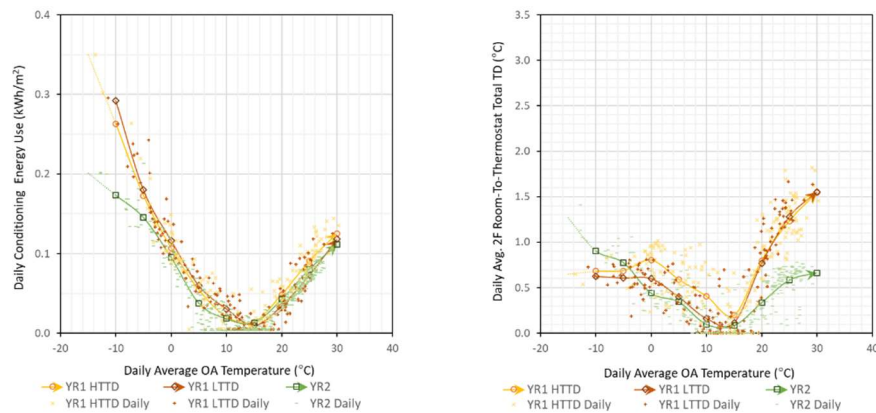 0.4
0.3
0.2
0.1
0.0
Daily Conditioning Energy Use (kWh/m²)
-20 -10 0 10 20 30 40
Daily Average OA Temperature (°C)
YR1 HTTD YR1 LTTD YR2
YR1 HTTD Daily YR1 LTTD Daily YR2 Daily
3.5
3.0
2.5
2.0
1.5
1.0
0.5
0.0
Daily Avg. 2F Room-To-Thermostat Total TD (°C)
-20 -10 0 10 20 30 40
Daily Average OA Temperature (°C)
YR1 HTTD YR1 LTTD YR2
YR1 HTTD Daily YR1 LTTD Daily YR2 Daily